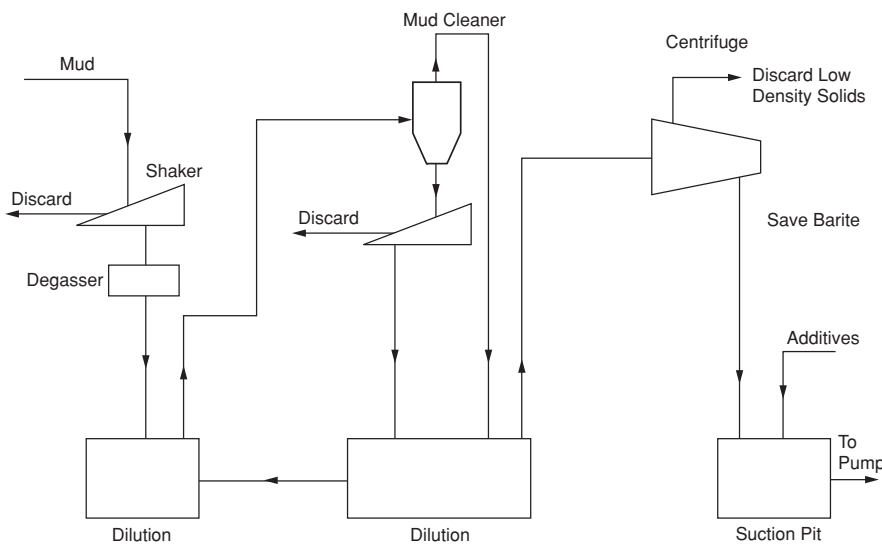 Mud Cleaner
Centrifuge
Mud
Discard Low
Density Solids
Shaker
Discard
Discard
Save Barite
Degasser
Additives
To
Pump
Dilution
Dilution
Suction Pit